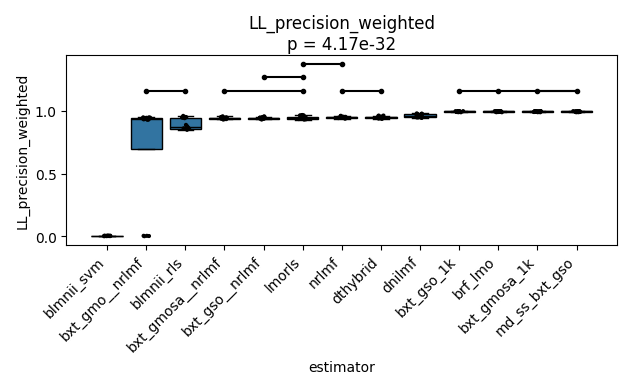 LL_precision_weighted
p = 4.17e-32
LL_precision_weighted
1.0
0.5
0.0
blmnii_svm
bxt_gmo__nrlmf
blmnii_rls
bxt_gmosa__nrlmf
bxt_gso__nrlmf
lmorls
nrlmf
dthybrid
dnilmf
bxt_gso_1k
brf_lmo
bxt_gmosa_1k
md_ss_bxt_gso
estimator